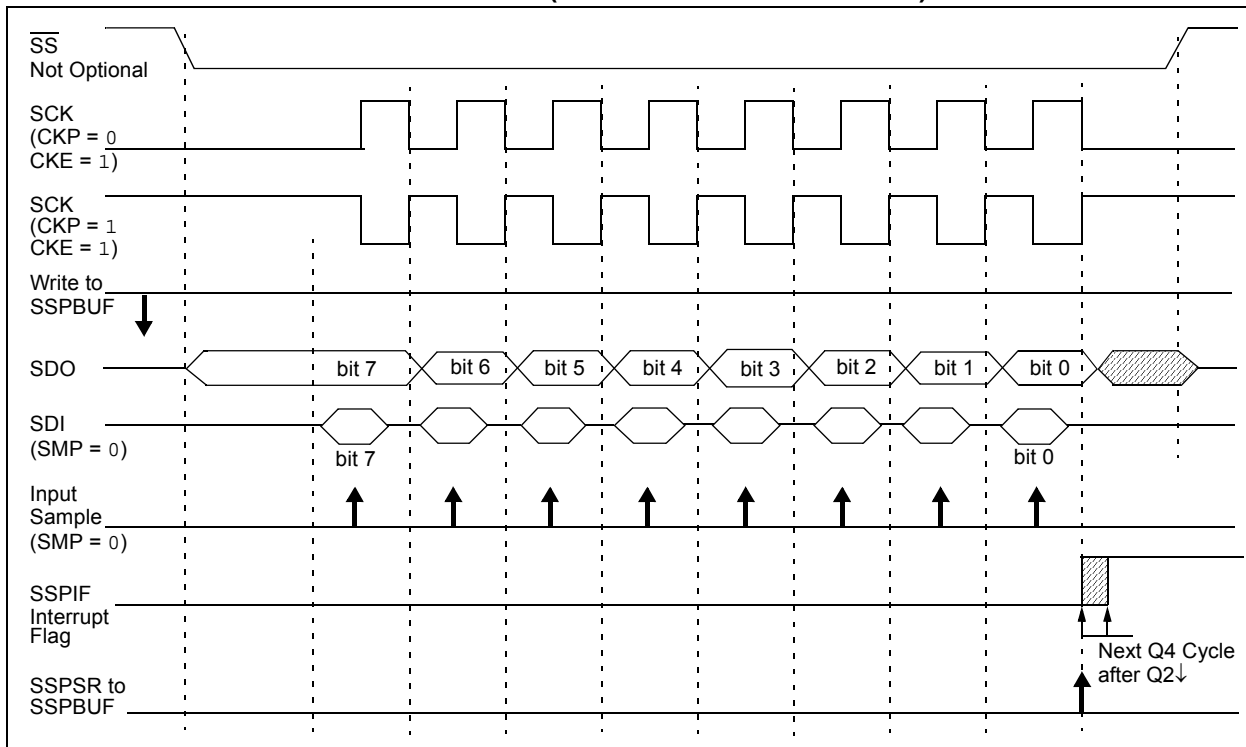 SS
Not Optional
SCK
(CKP = 0
CKE = 1)
SCK
(CKP = 1
CKE = 1)
Write to
SSPBUF
SDO
bit 7
bit 6
bit 5
bit 4
bit 3
bit 2
bit 1
bit 0
SDI
(SMP = 0)
bit 7
bit 0
Input
Sample
(SMP = 0)
SSPIF
Interrupt
Flag
Next Q4 Cycle
after Q2↓
SSPSR to
SSPBUF